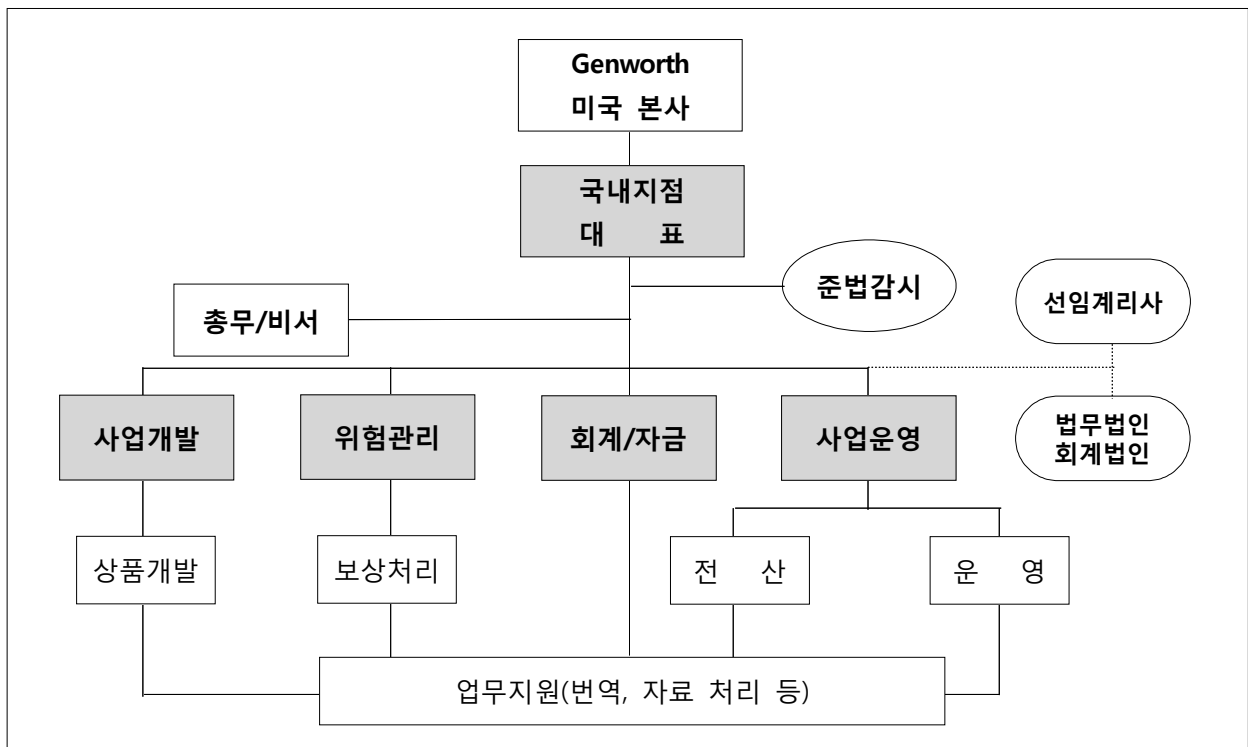 Genworth
미국 본사
국내지점
대 표
준법감시
선임계리사
총무/비서
사업개발
위험관리
회계/자금
사업운영
법무법인
회계법인
상품개발
보상처리
전 산
운 영
업무지원(번역, 자료 처리 등)